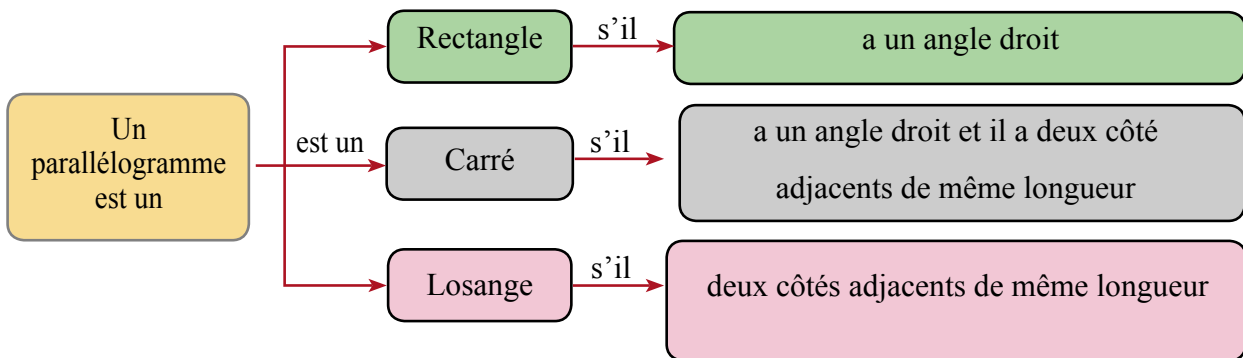 Un
parallélogramme
est un
est un
Rectangle
s’il
a un angle droit
Carré
s’il
a un angle droit et il a deux côté
adjacents de même longueur
Losange
s’il
deux côtés adjacents de même longueur